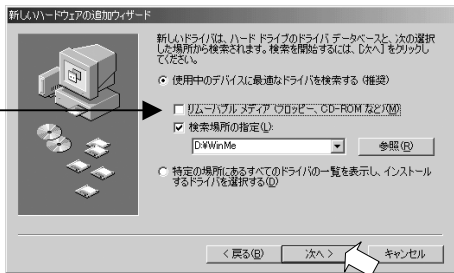 新しいハードウェアの追加ウィザード
新しいドライバは、ハード ドライブのドライバ データベースと、次の選択
した場所から検索されます。検索を開始するには、[次へ] をクリックし
てください。
使用中のデバイスに最適なドライバを検索する (推奨)
リムーバブル メディア (フロッピー、CD-ROM など)(M)
検索場所の指定(L):
D:¥WinMe
参照(R)
特定の場所にあるすべてのドライバの一覧を表示し、インストール
するドライバを選択する(D)
< 戻る(B)
次へ >
キャンセル